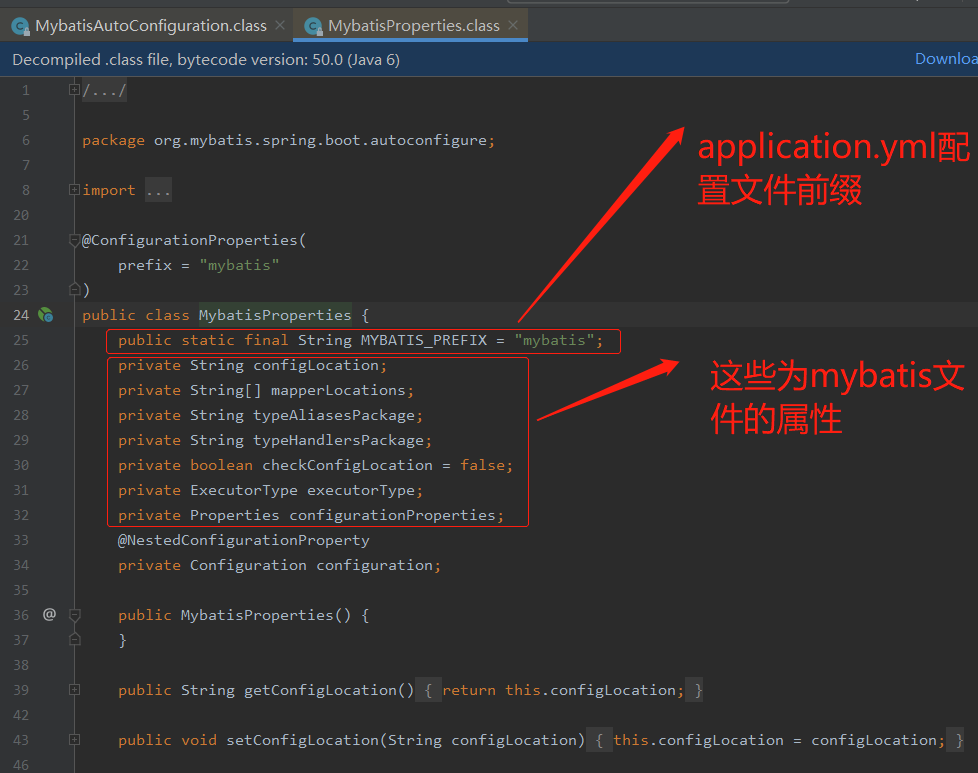 MybatisAutoConfiguration.class × MybatisProperties.class ×
Decompiled .class file, bytecode version: 50.0 (Java 6) Downloa
1 /.../
5
6 package org.mybatis.spring.boot.autoconfigure;
7
8 import ...
20
21 @ConfigurationProperties(
22 prefix = "mybatis"
23 )
24 public class MybatisProperties {
25 public static final String MYBATIS_PREFIX = "mybatis";
26 private String configLocation;
27 private String[] mapperLocations;
28 private String typeAliasesPackage;
29 private String typeHandlersPackage;
30 private boolean checkConfigLocation = false;
31 private ExecutorType executorType;
32 private Properties configurationProperties;
33 @NestedConfigurationProperty
34 private Configuration configuration;
35
36 @ public MybatisProperties() {
37 }
38
39 public String getConfigLocation() { return this.configLocation; }
42
43 public void setConfigLocation(String configLocation) { this.configLocation = configLocation; }
46
application.yml配
置文件前缀
这些为mybatis文
件的属性